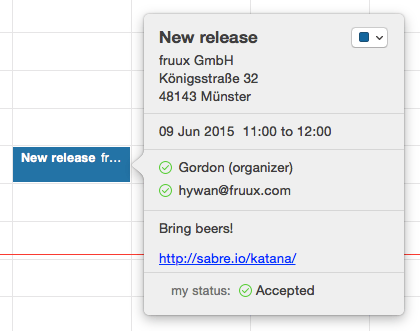 New release
fruux GmbH
Königsstraße 32
48143 Münster
09 Jun 2015 11:00 to 12:00
New release fr...
Gordon (organizer)
hywan@fruux.com
Bring beers!
http://sabre.io/katana/
my status: Accepted